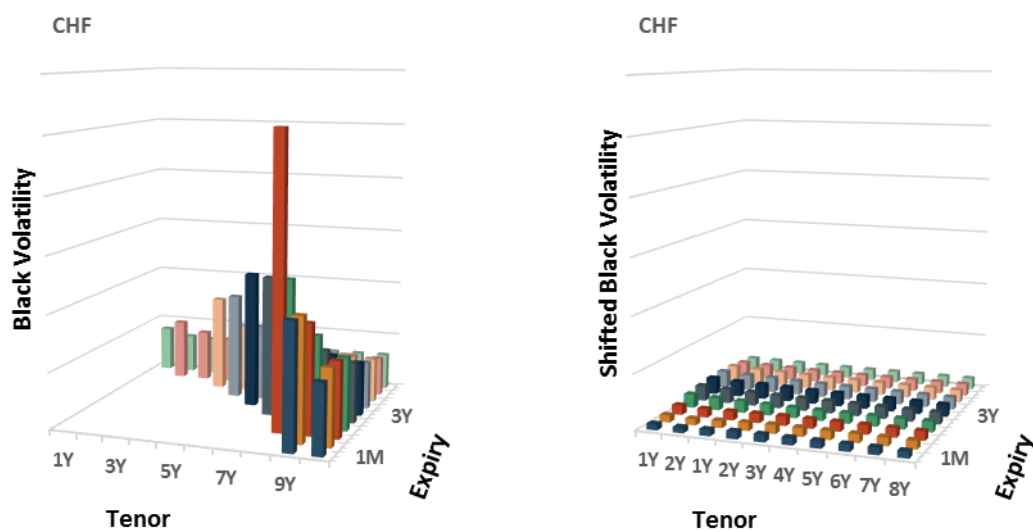 CHF
Black Volatility
1Y 3Y 5Y 7Y 9Y
1M
3Y
Tenor
Expiry
CHF
Shifted Black Volatility
1Y 2Y 1Y 2Y 3Y 4Y 5Y 6Y 7Y 8Y
1M
3Y
Tenor
Expiry